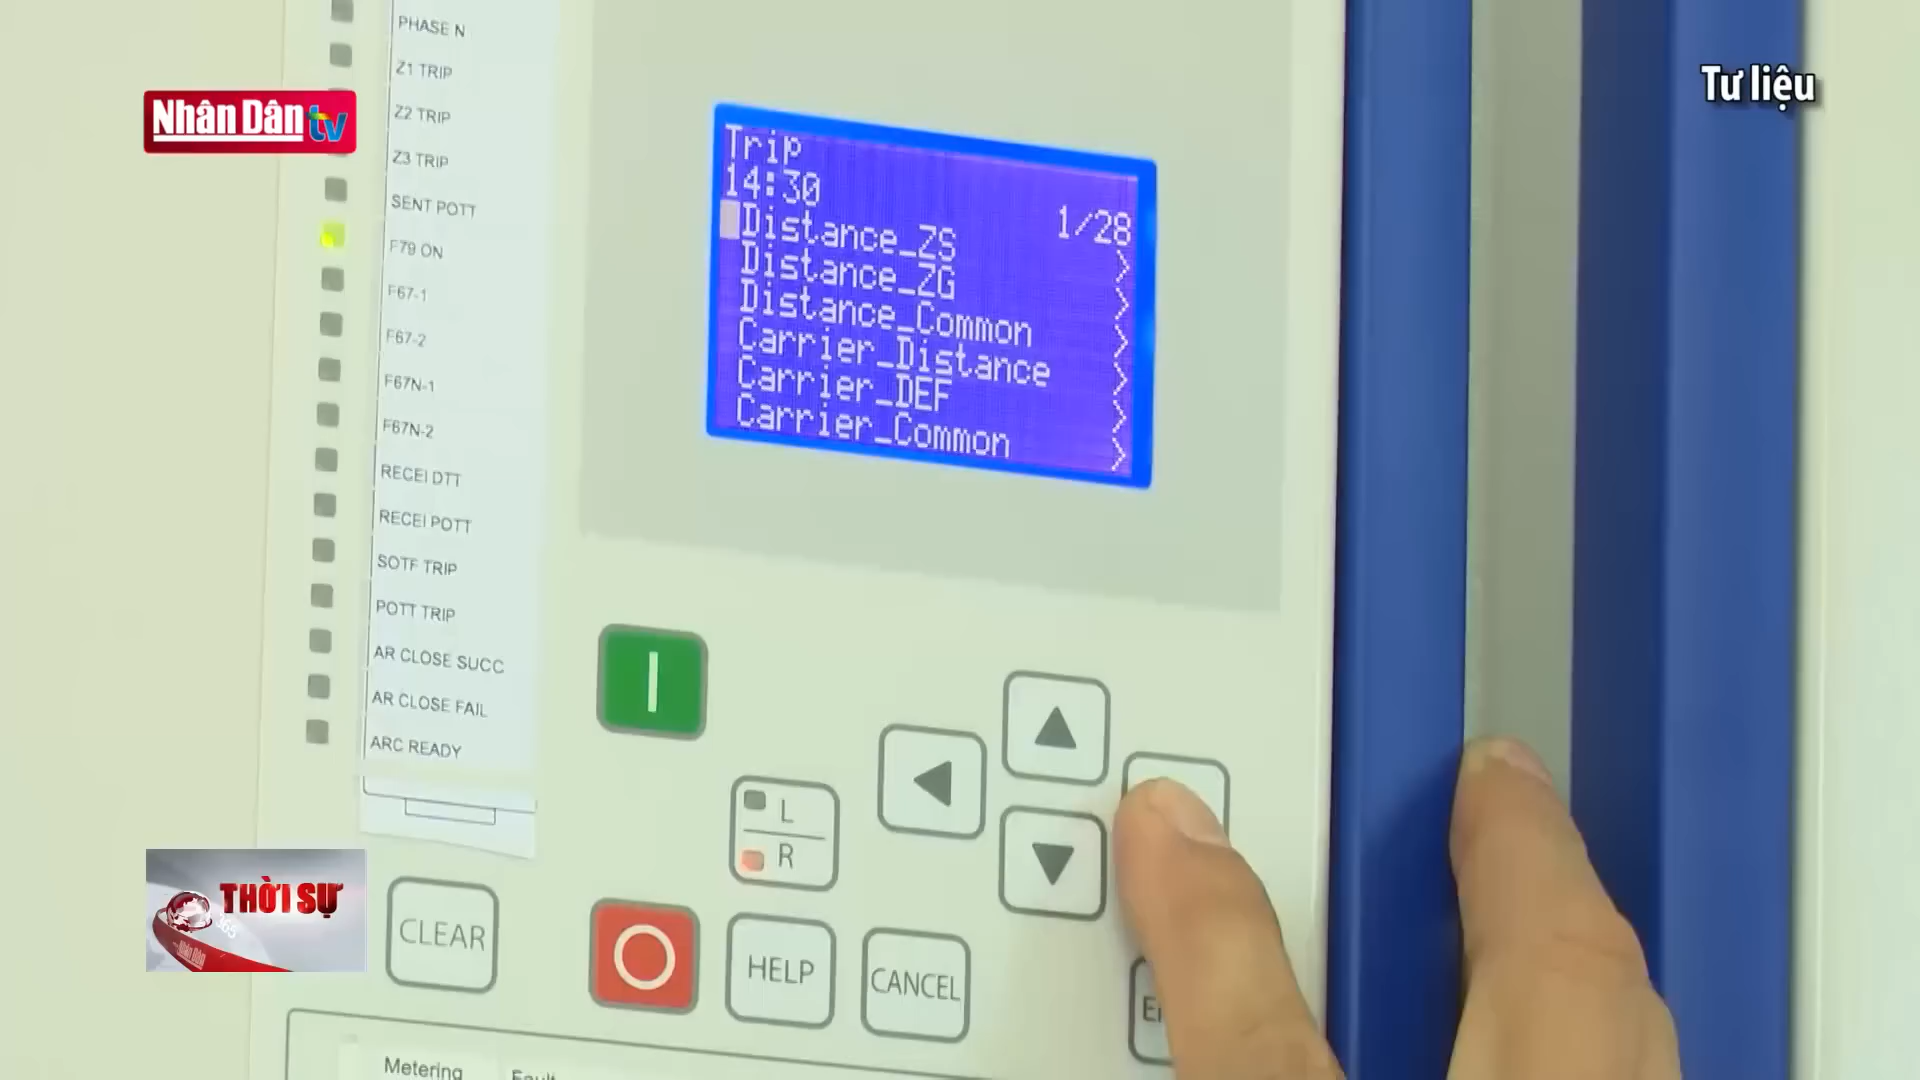 PHASE N
Z1 TRIP
Z2 TRIP
Z3 TRIP
SENT POTT
F79 ON
F67-1
F67-2
F67N-1
F67N-2
RECEI DTT
RECEI POTT
SOTF TRIP
POTT TRIP
AR CLOSE SUCC
AR CLOSE FAIL
ARC READY
Nhân Dân tv
Tư liệu
Trip
14:30
1/28
Distance_ZS
Distance_ZG
Distance_Common
Carrier_Distance
Carrier_DEF
Carrier_Common
L
R
CLEAR
HELP
CANCEL
THỜI SỰ
365
Nhân Dân
Metering